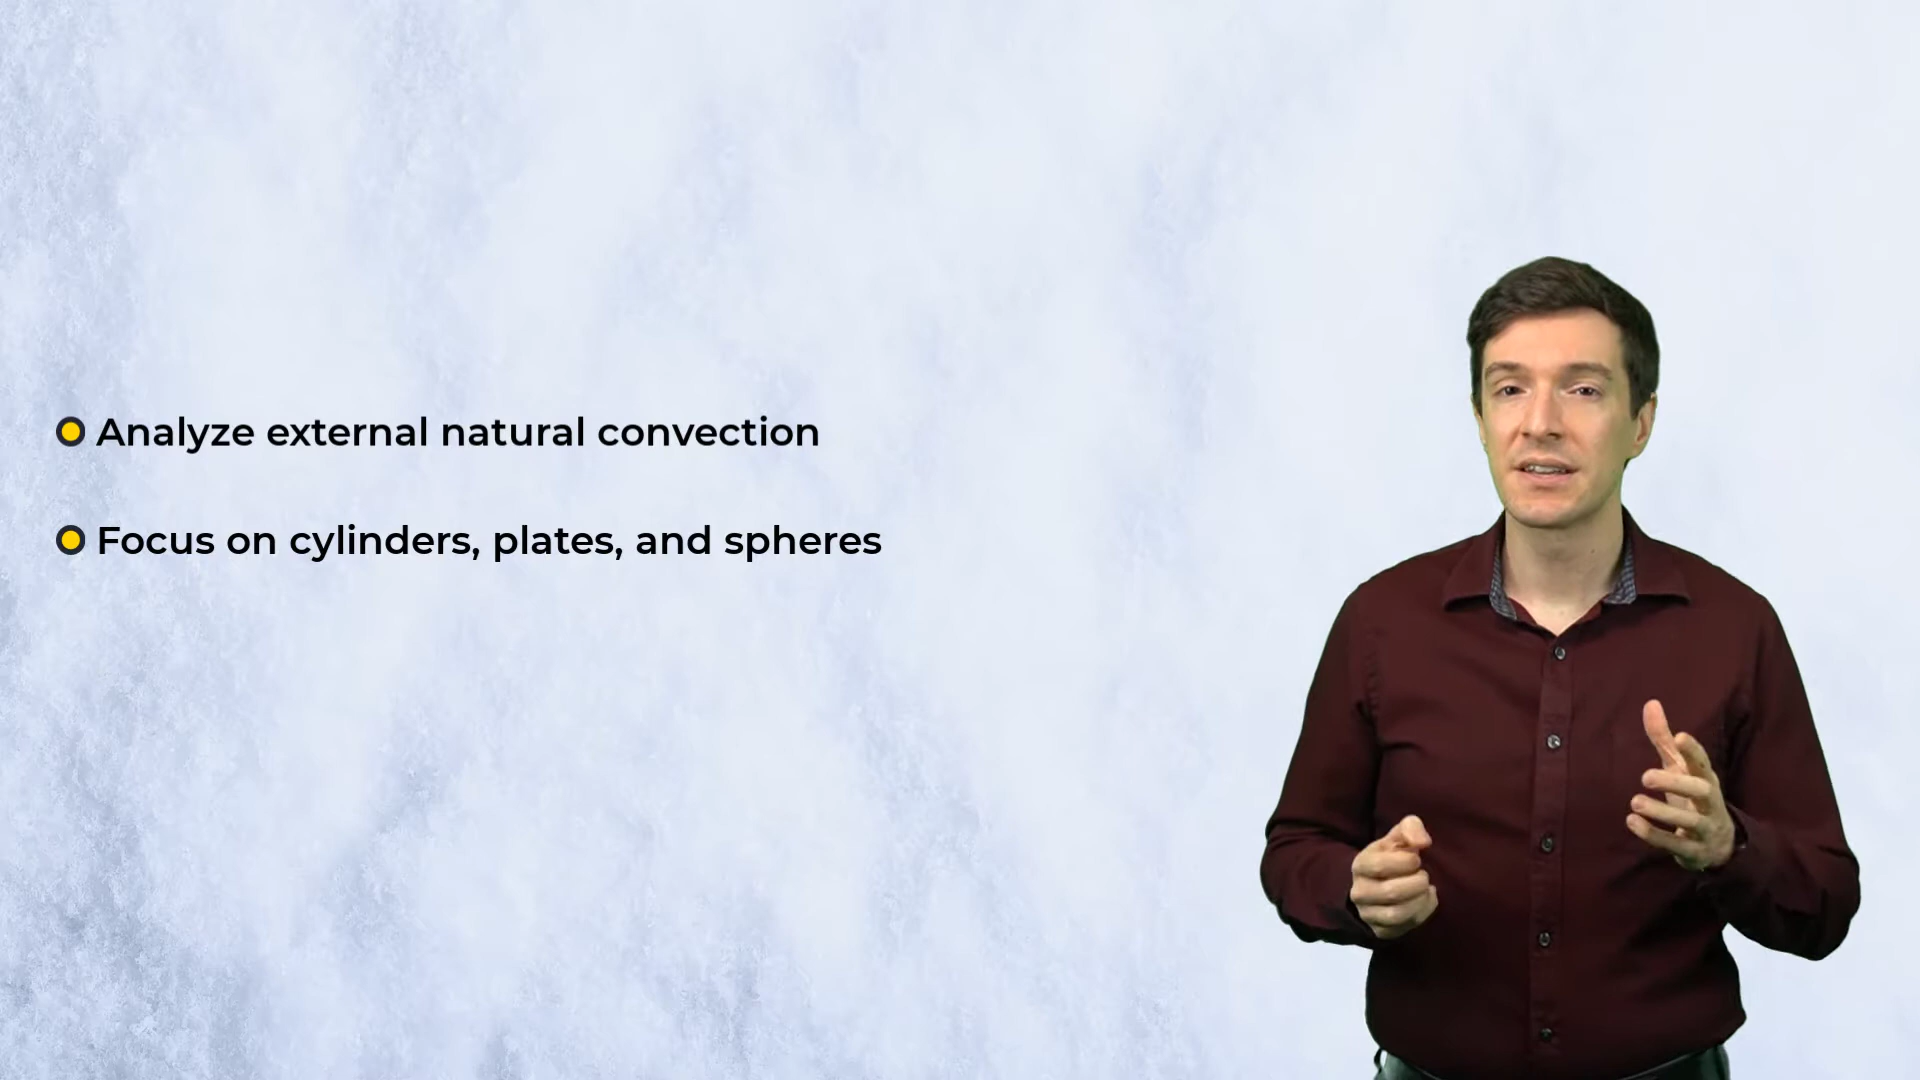 Analyze external natural convection
Focus on cylinders, plates, and spheres